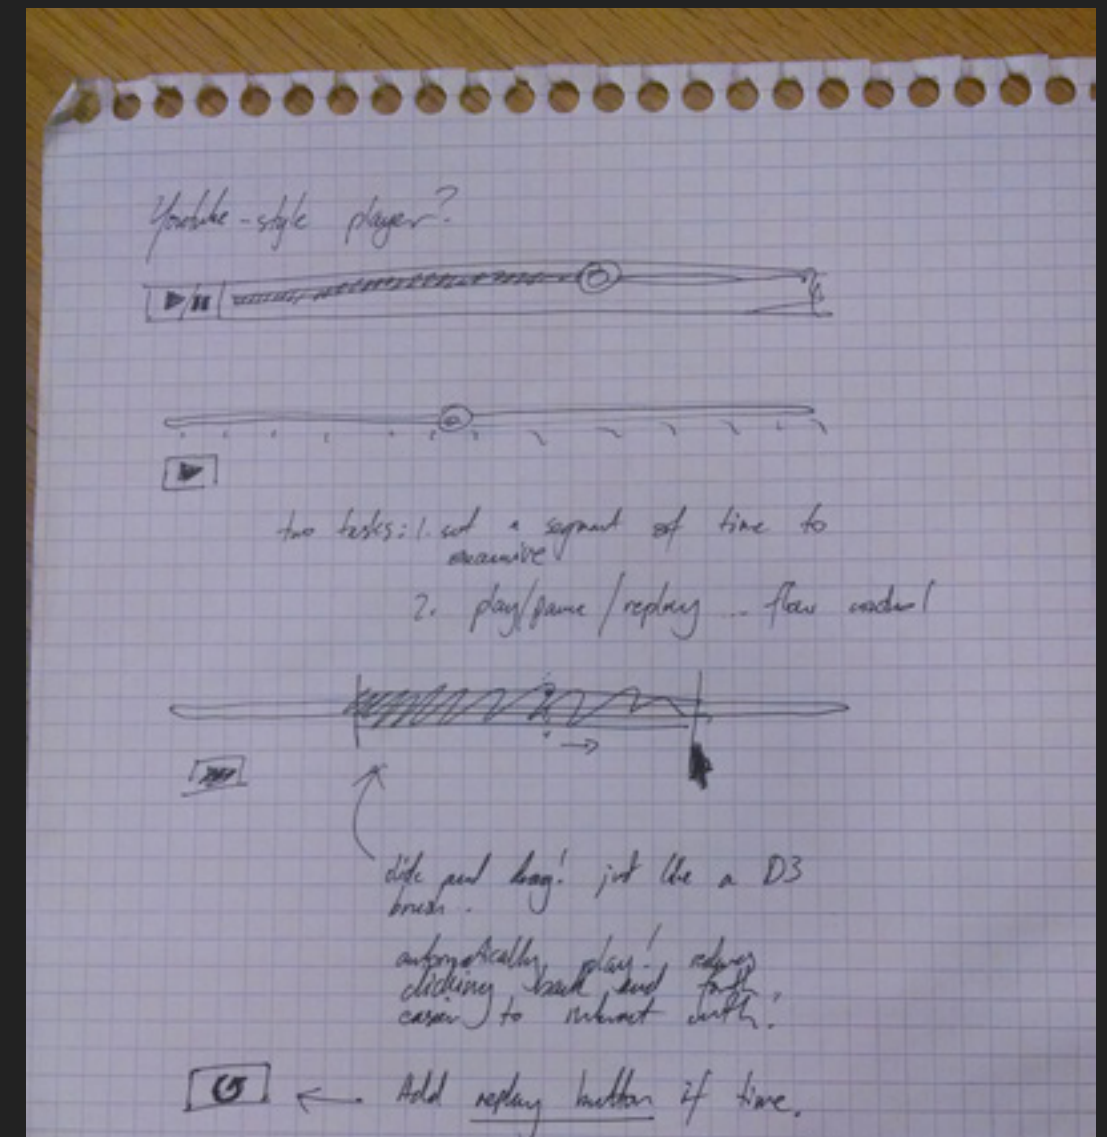 Youtube-style player?
two tasks: 1. set a segment of time to
examine
2. play/pause/replay ... flow control
click and drag! just like a D3
brush.
automatically play! reduces
clicking back and forth,
easier to interact with!
Add replay button if time.